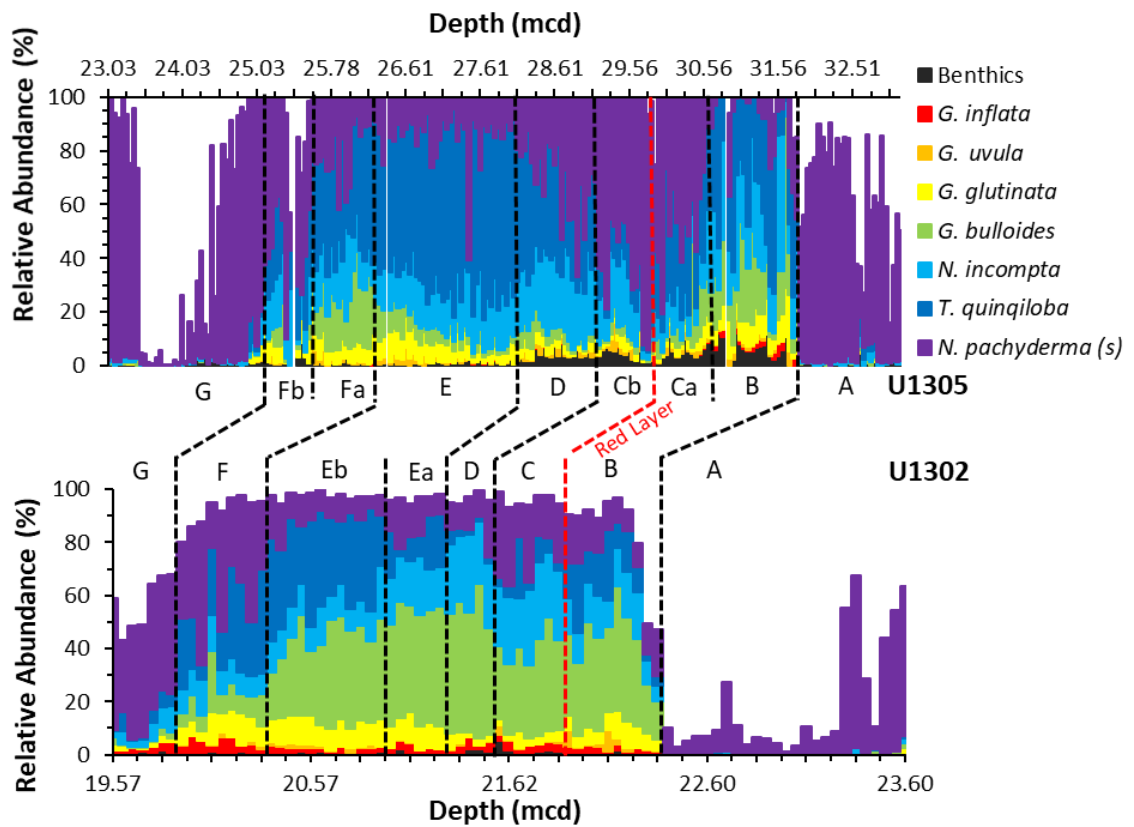 Depth (mcd)
23.03 24.03 25.03 25.78 26.61 27.61 28.61 29.56 30.56 31.56 32.51
Relative Abundance (%)
100
80
60
40
20
0
Benthics
G. inflata
G. uvula
G. glutinata
G. bulloides
N. incompta
T. quinqiloba
N. pachyderma (s)
G Fb Fa E D Cb Ca B A U1305
Red Layer
G F Eb Ea D C B A U1302
Relative Abundance (%)
100
80
60
40
20
0
19.57 20.57 21.62 22.60 23.60
Depth (mcd)